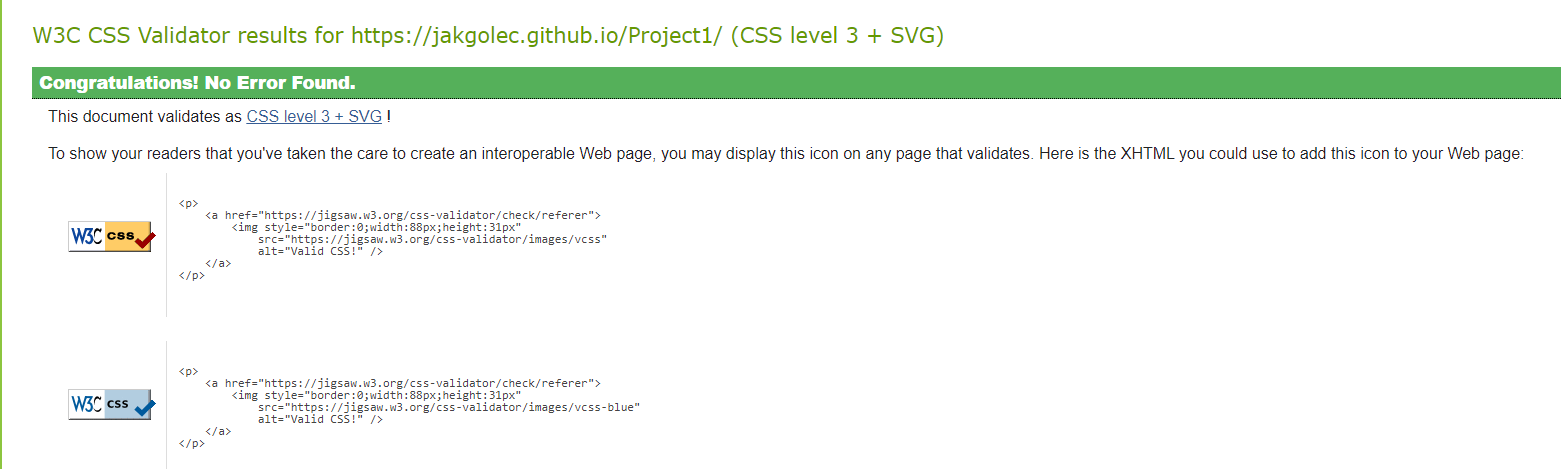 W3C CSS Validator results for https://jakgolec.github.io/Project1/ (CSS level 3 + SVG)
Congratulations! No Error Found.
This document validates as CSS level 3 + SVG !
To show your readers that you've taken the care to create an interoperable Web page, you may display this icon on any page that validates. Here is the XHTML you could use to add this icon to your Web page:
W3C css
<p>
    <a href="https://jigsaw.w3.org/css-validator/check/referer">
        <img style="border:0;width:88px;height:31px"
            src="https://jigsaw.w3.org/css-validator/images/vcss"
            alt="Valid CSS!" />
    </a>
</p>
W3C css
<p>
    <a href="https://jigsaw.w3.org/css-validator/check/referer">
        <img style="border:0;width:88px;height:31px"
            src="https://jigsaw.w3.org/css-validator/images/vcss-blue"
            alt="Valid CSS!" />
    </a>
</p>